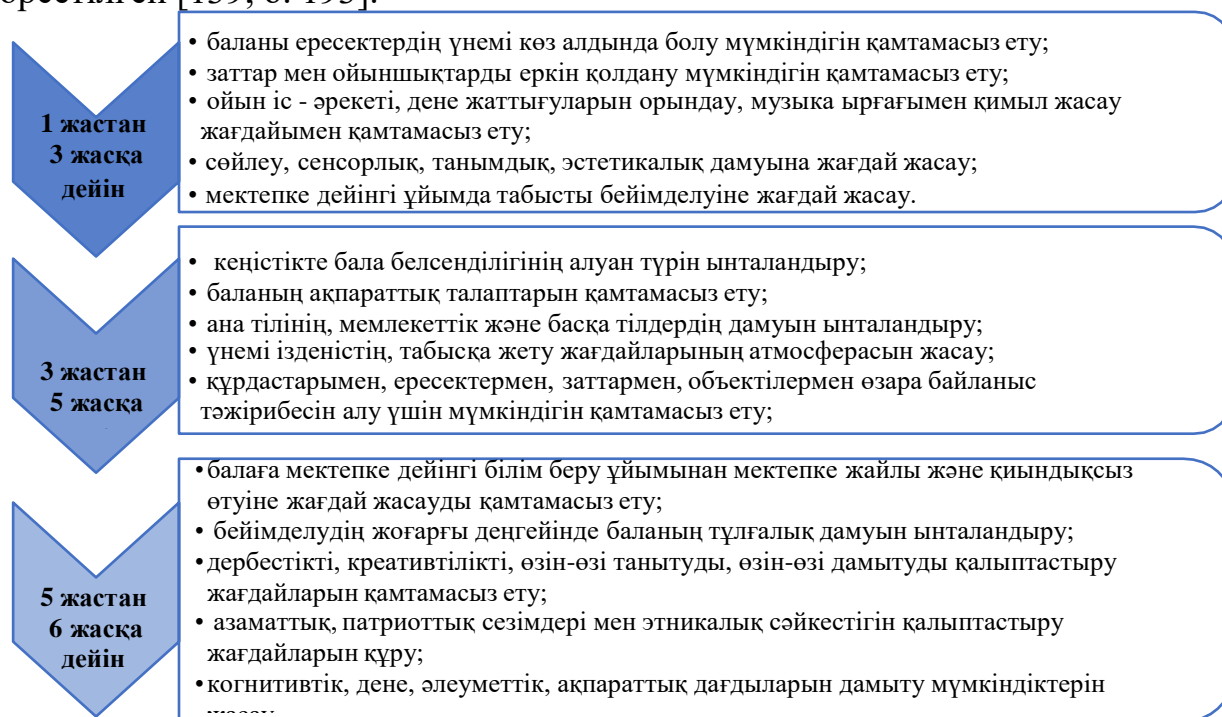 [159, б. 195].
1 жастан
3 жасқа
дейін
• баланы ересектердің үнемі көз алдында болу мүмкіндігін қамтамасыз ету;
• заттар мен ойыншықтарды еркін қолдану мүмкіндігін қамтамасыз ету;
• ойын іс - әрекеті, дене жаттығуларын орындау, музыка ырғағымен қимыл жасау
жағдайымен қамтамасыз ету;
• сөйлеу, сенсорлық, танымдық, эстетикалық дамуына жағдай жасау;
• мектепке дейінгі ұйымда табысты бейімделуіне жағдай жасау.
3 жастан
5 жасқа
• кеңістікте бала белсенділігінің алуан түрін ынталандыру;
• баланың ақпараттық талаптарын қамтамасыз ету;
• ана тілінің, мемлекеттік және басқа тілдердің дамуын ынталандыру;
• үнемі ізденістің, табысқа жету жағдайларының атмосферасын жасау;
• құрдастарымен, ересектермен, заттармен, объектілермен өзара байланыс
тәжірибесін алу үшін мүмкіндігін қамтамасыз ету;
5 жастан
6 жасқа
дейін
• балаға мектепке дейінгі білім беру ұйымынан мектепке жайлы және қиындықсыз
өтуіне жағдай жасауды қамтамасыз ету;
• бейімделудің жоғарғы деңгейінде баланың тұлғалық дамуын ынталандыру;
• дербестікті, креативтілікті, өзін-өзі танытуды, өзін-өзі дамытуды қалыптастыру
жағдайларын қамтамасыз ету;
• азаматтық, патриоттық сезімдері мен этникалық сәйкестігін қалыптастыру
жағдайларын құру;
• когнитивтік, дене, әлеуметтік, ақпараттық дағдыларын дамыту мүмкіндіктерін